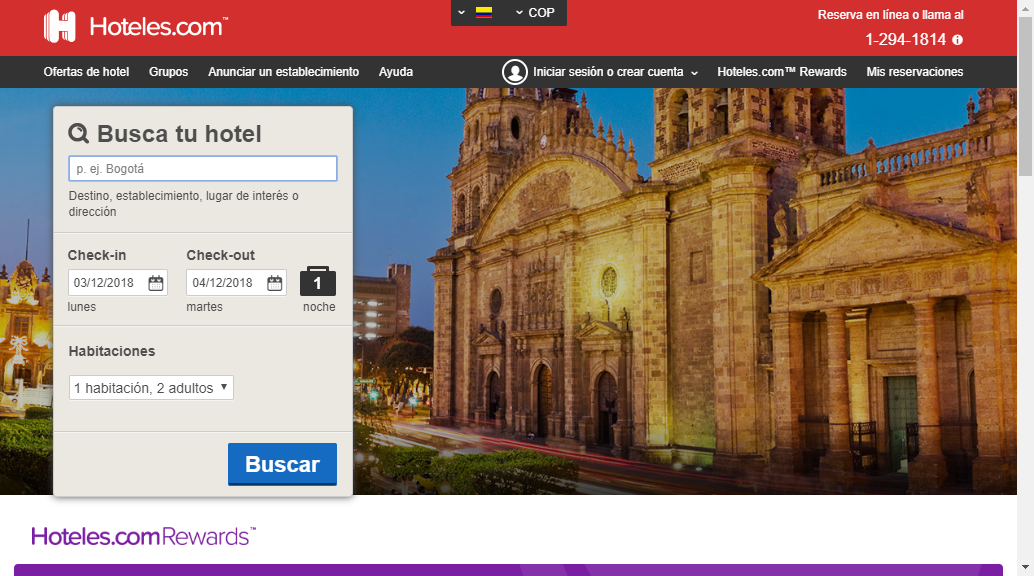 Hoteles.com™
COP
Reserva en línea o llama al
1-294-1814
Ofertas de hotel Grupos Anunciar un establecimiento Ayuda Iniciar sesión o crear cuenta Hoteles.com™ Rewards Mis reservaciones
Busca tu hotel
p. ej. Bogotá
Destino, establecimiento, lugar de interés o
dirección
Check-in Check-out
03/12/2018 04/12/2018 1
lunes martes noche
Habitaciones
1 habitación, 2 adultos
Buscar
Hoteles.com Rewards™